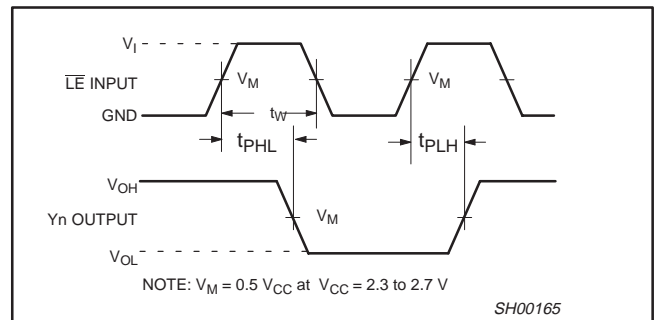 VI
LE INPUT
VM
VM
GND
tW
tPHL
tPLH
VOH
Yn OUTPUT
VM
VOL
NOTE: VM = 0.5 VCC at VCC = 2.3 to 2.7 V
SH00165